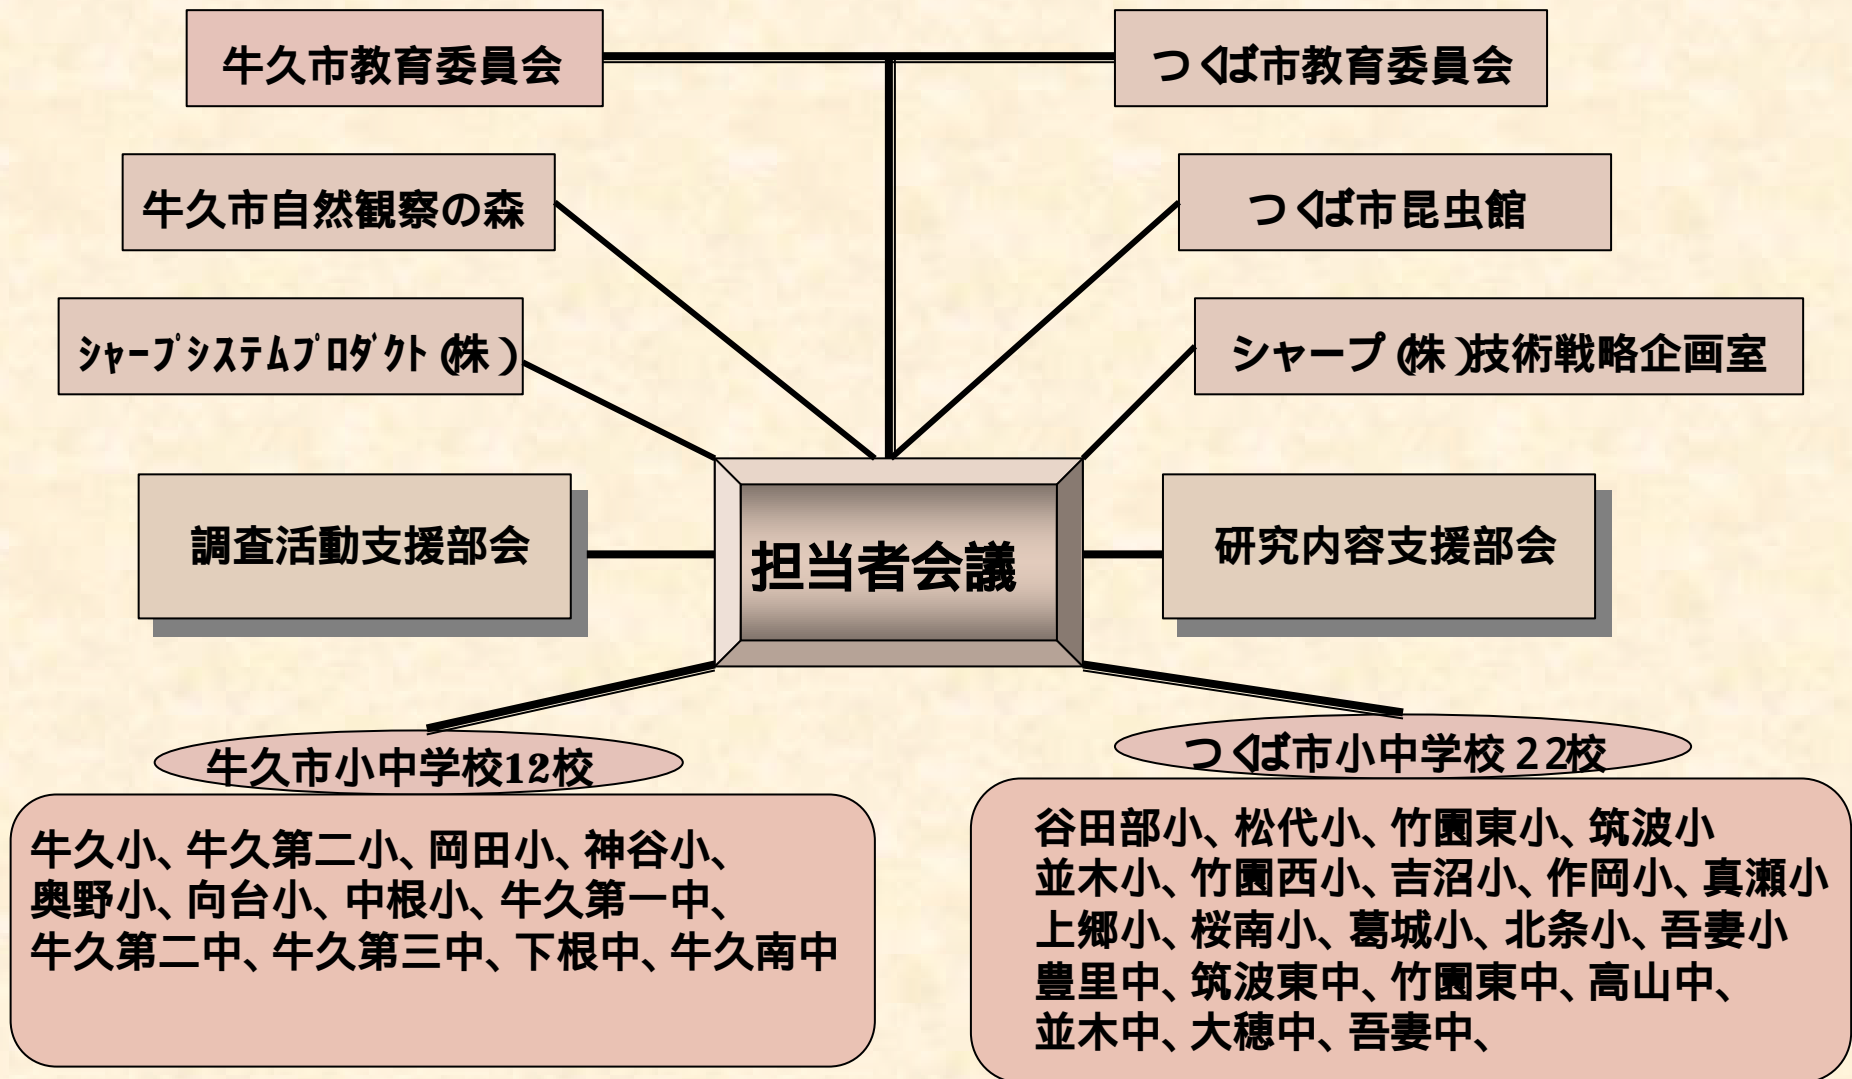 牛久市教育委員会
つくば市教育委員会
牛久市自然観察の森
つくば市昆虫館
ｼｬｰﾌﾟｼｽﾃﾑﾌﾟﾛﾀﾞｸﾄ(株)
シャープ(株)技術戦略企画室
調査活動支援部会
担当者会議
研究内容支援部会
牛久市小中学校12校
つくば市小中学校22校
牛久小、牛久第二小、岡田小、神谷小、
奥野小、向台小、中根小、牛久第一中、
牛久第二中、牛久第三中、下根中、牛久南中
谷田部小、松代小、竹園東小、筑波小
並木小、竹園西小、吉沼小、作岡小、真瀬小
上郷小、桜南小、葛城小、北条小、吾妻小
豊里中、筑波東中、竹園東中、高山中、
並木中、大穂中、吾妻中、